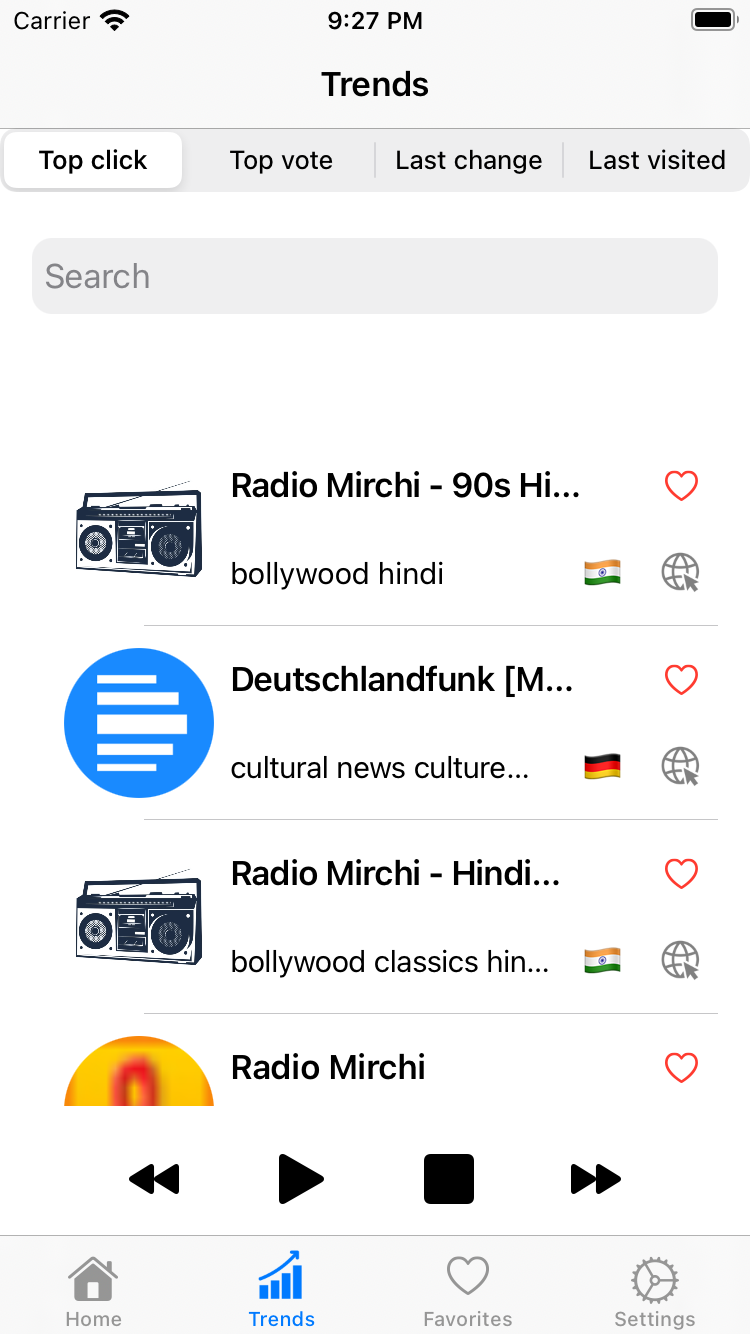 Carrier 9:27 PM
Trends
Top click Top vote Last change Last visited
Search
Radio Mirchi - 90s Hi...
bollywood hindi
Deutschlandfunk [M...
cultural news culture...
Radio Mirchi - Hindi...
bollywood classics hin...
Radio Mirchi
Home Trends Favorites Settings